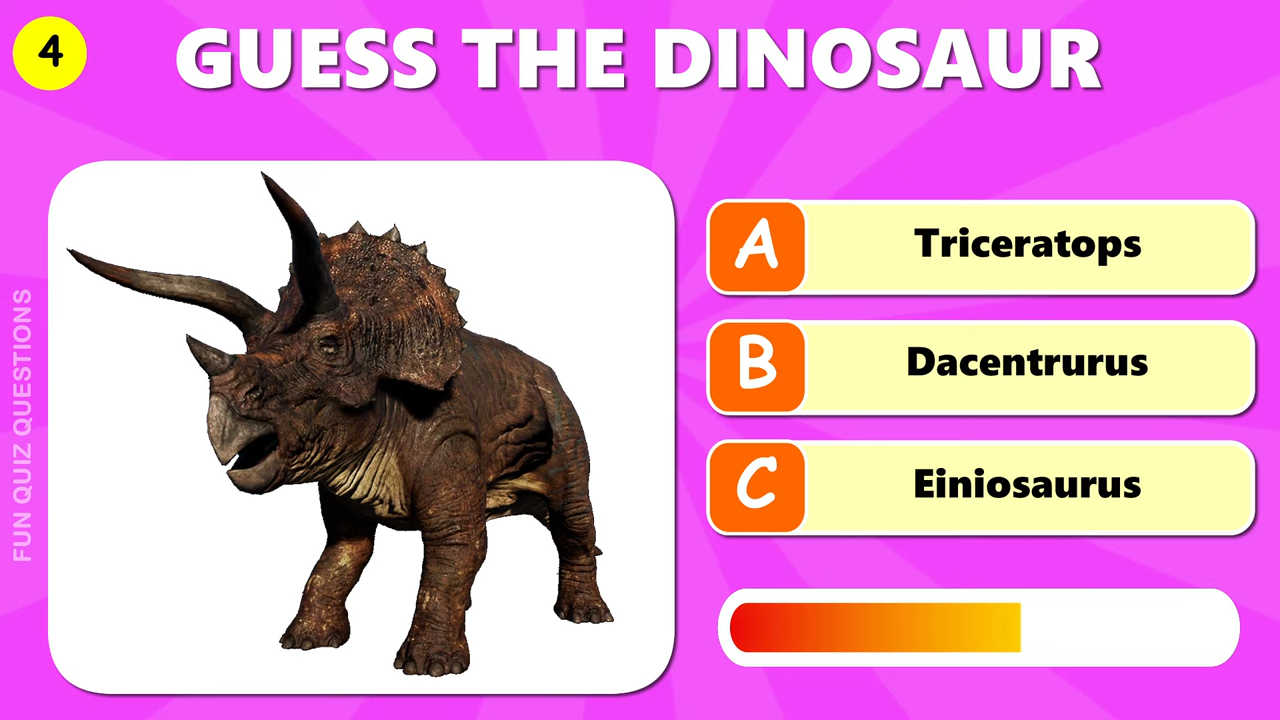 4
GUESS THE DINOSAUR
FUN QUIZ QUESTIONS
A
Triceratops
B
Dacentrurus
C
Einiosaurus